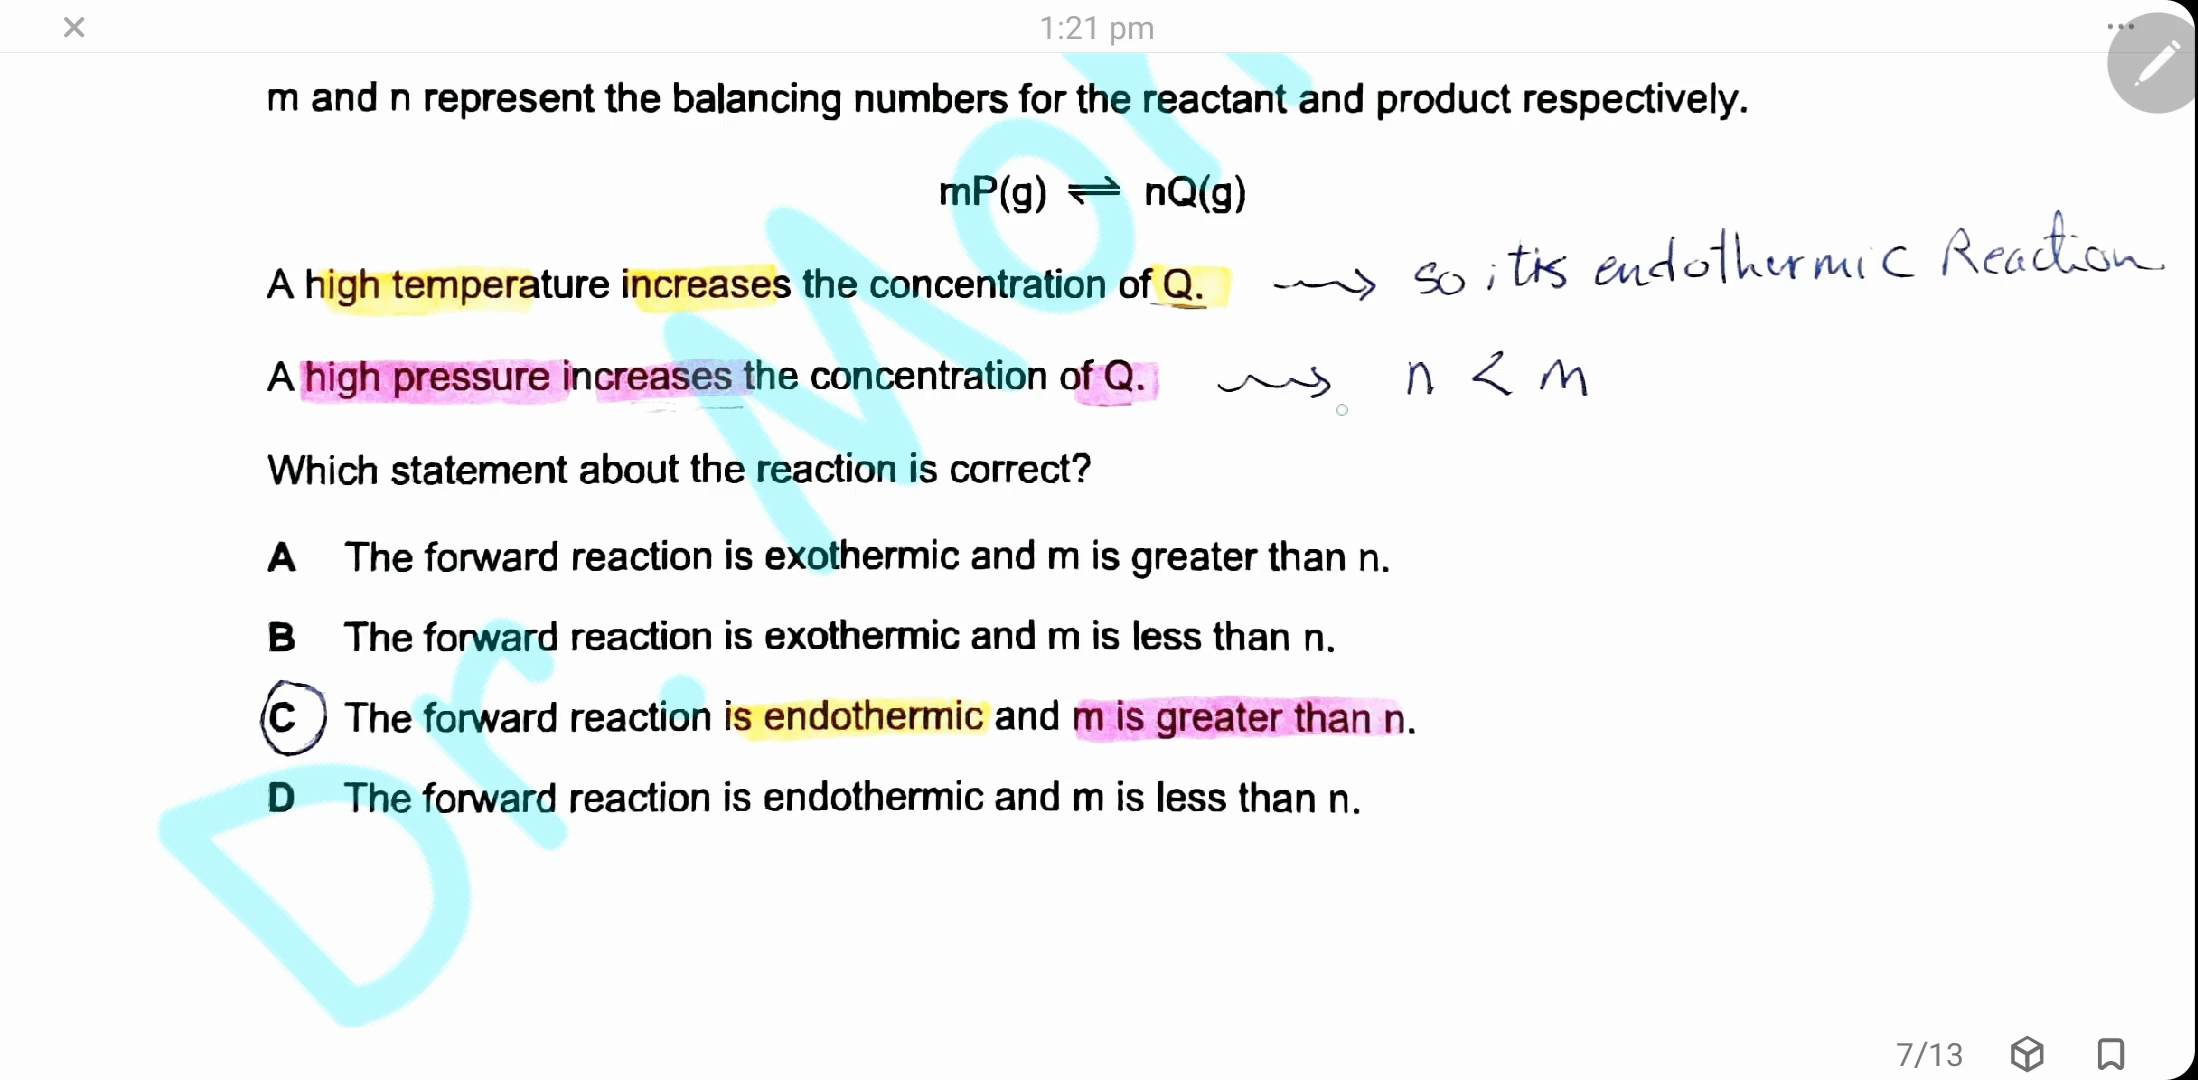 1:21 pm
m and n represent the balancing numbers for the reactant and product respectively.
mP(g) ⇌ nQ(g)
A high temperature increases the concentration of Q. → so itis endothermic Reaction
A high pressure increases the concentration of Q. → n < m
Which statement about the reaction is correct?
A The forward reaction is exothermic and m is greater than n.
B The forward reaction is exothermic and m is less than n.
C The forward reaction is endothermic and m is greater than n.
D The forward reaction is endothermic and m is less than n.
Dr. Mon
7/13